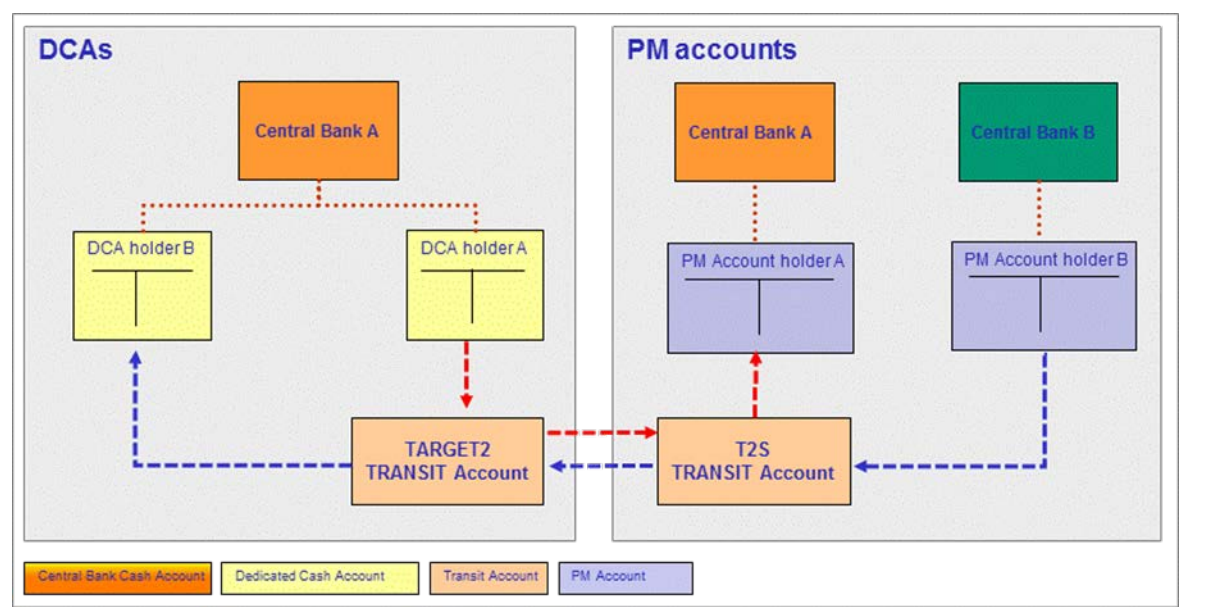 DCAs
Central Bank A
DCA holder B
DCA holder A
TARGET2
TRANSIT Account
PM accounts
Central Bank A
Central Bank B
PM Account holder A
PM Account holder B
T2S
TRANSIT Account
Central Bank Cash Account
Dedicated Cash Account
Transit Account
PM Account